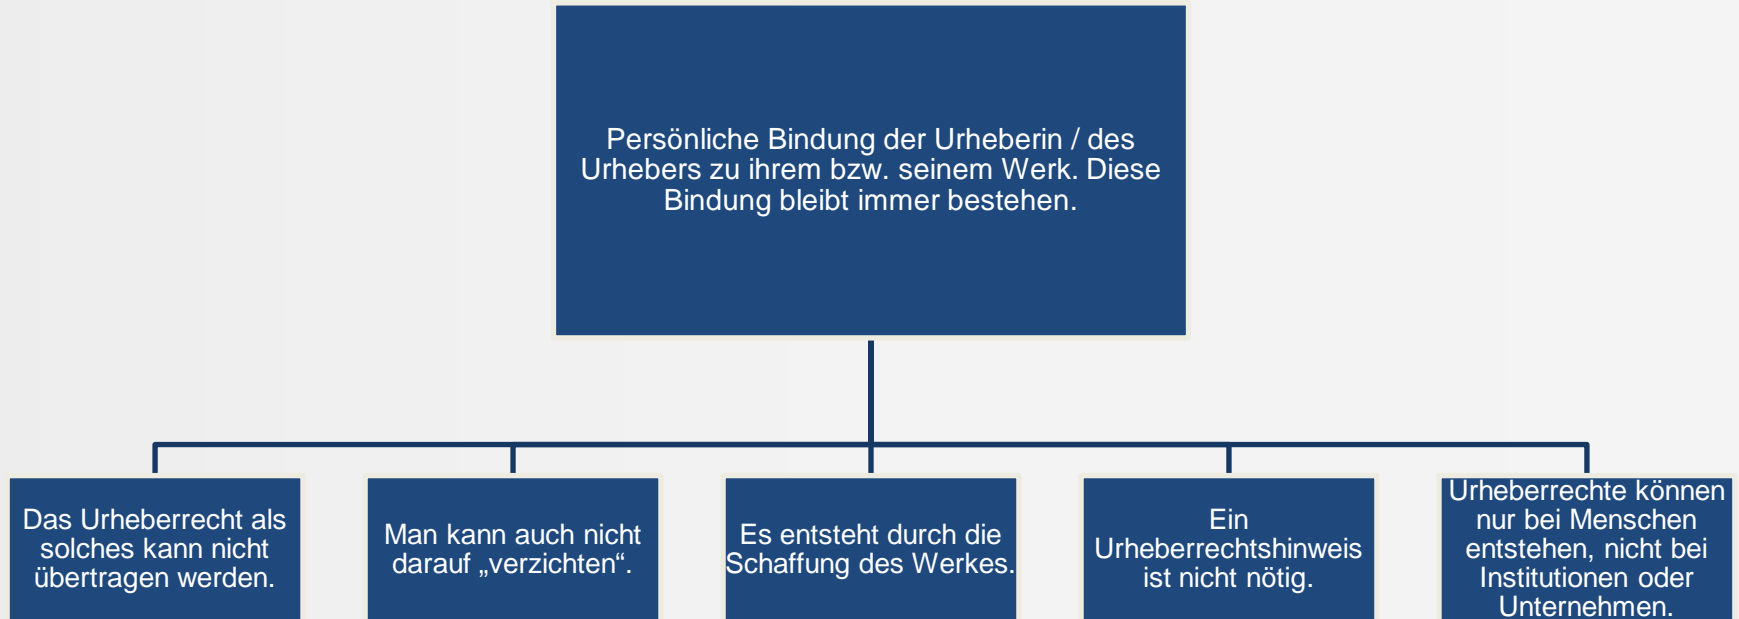 Persönliche Bindung der Urheberin / des
Urhebers zu ihrem bzw. seinem Werk. Diese
Bindung bleibt immer bestehen.
Das Urheberrecht als
solches kann nicht
übertragen werden.
Man kann auch nicht
darauf „verzichten“.
Es entsteht durch die
Schaffung des Werkes.
Ein
Urheberrechtshinweis
ist nicht nötig.
Urheberrechte können
nur bei Menschen
entstehen, nicht bei
Institutionen oder
Unternehmen.